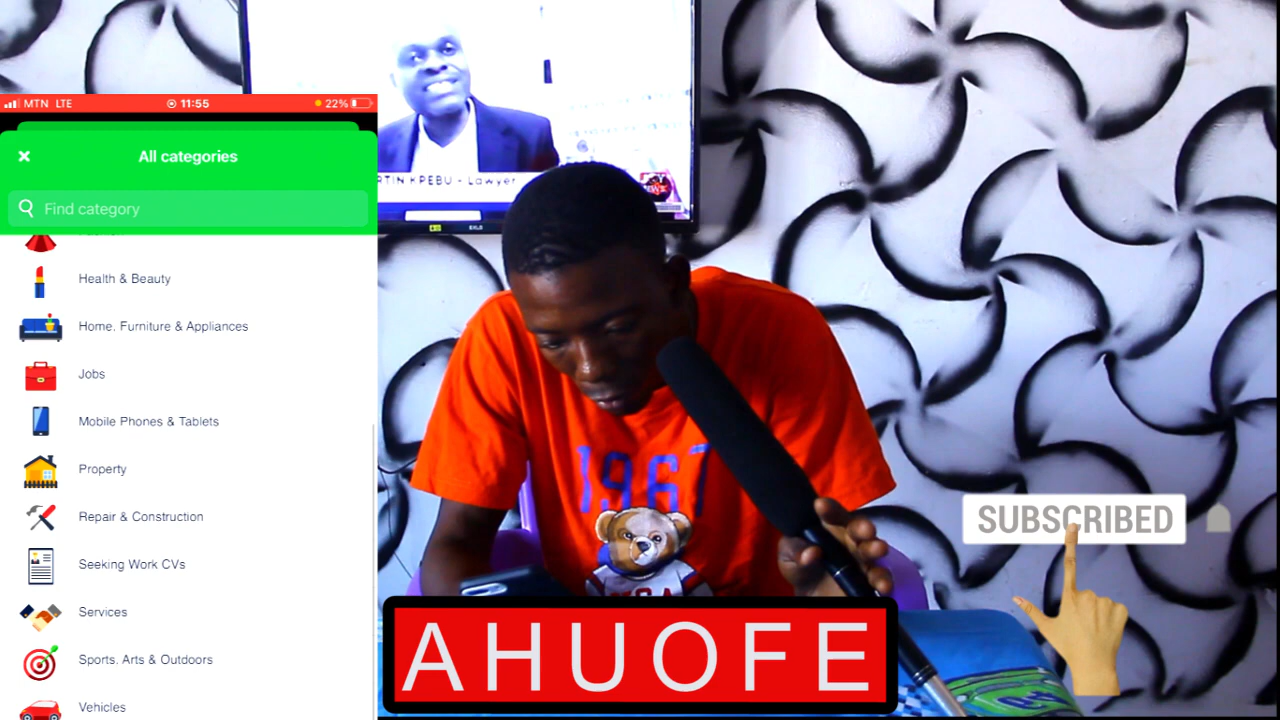 MTN LTE 11:55 22%
All categories
Find category
Health & Beauty
Home, Furniture & Appliances
Jobs
Mobile Phones & Tablets
Property
Repair & Construction
Seeking Work CVs
Services
Sports, Arts & Outdoors
Vehicles
RTIN KPEBU - Lawyer
1967
SUBSCRIBED
AHUOFE